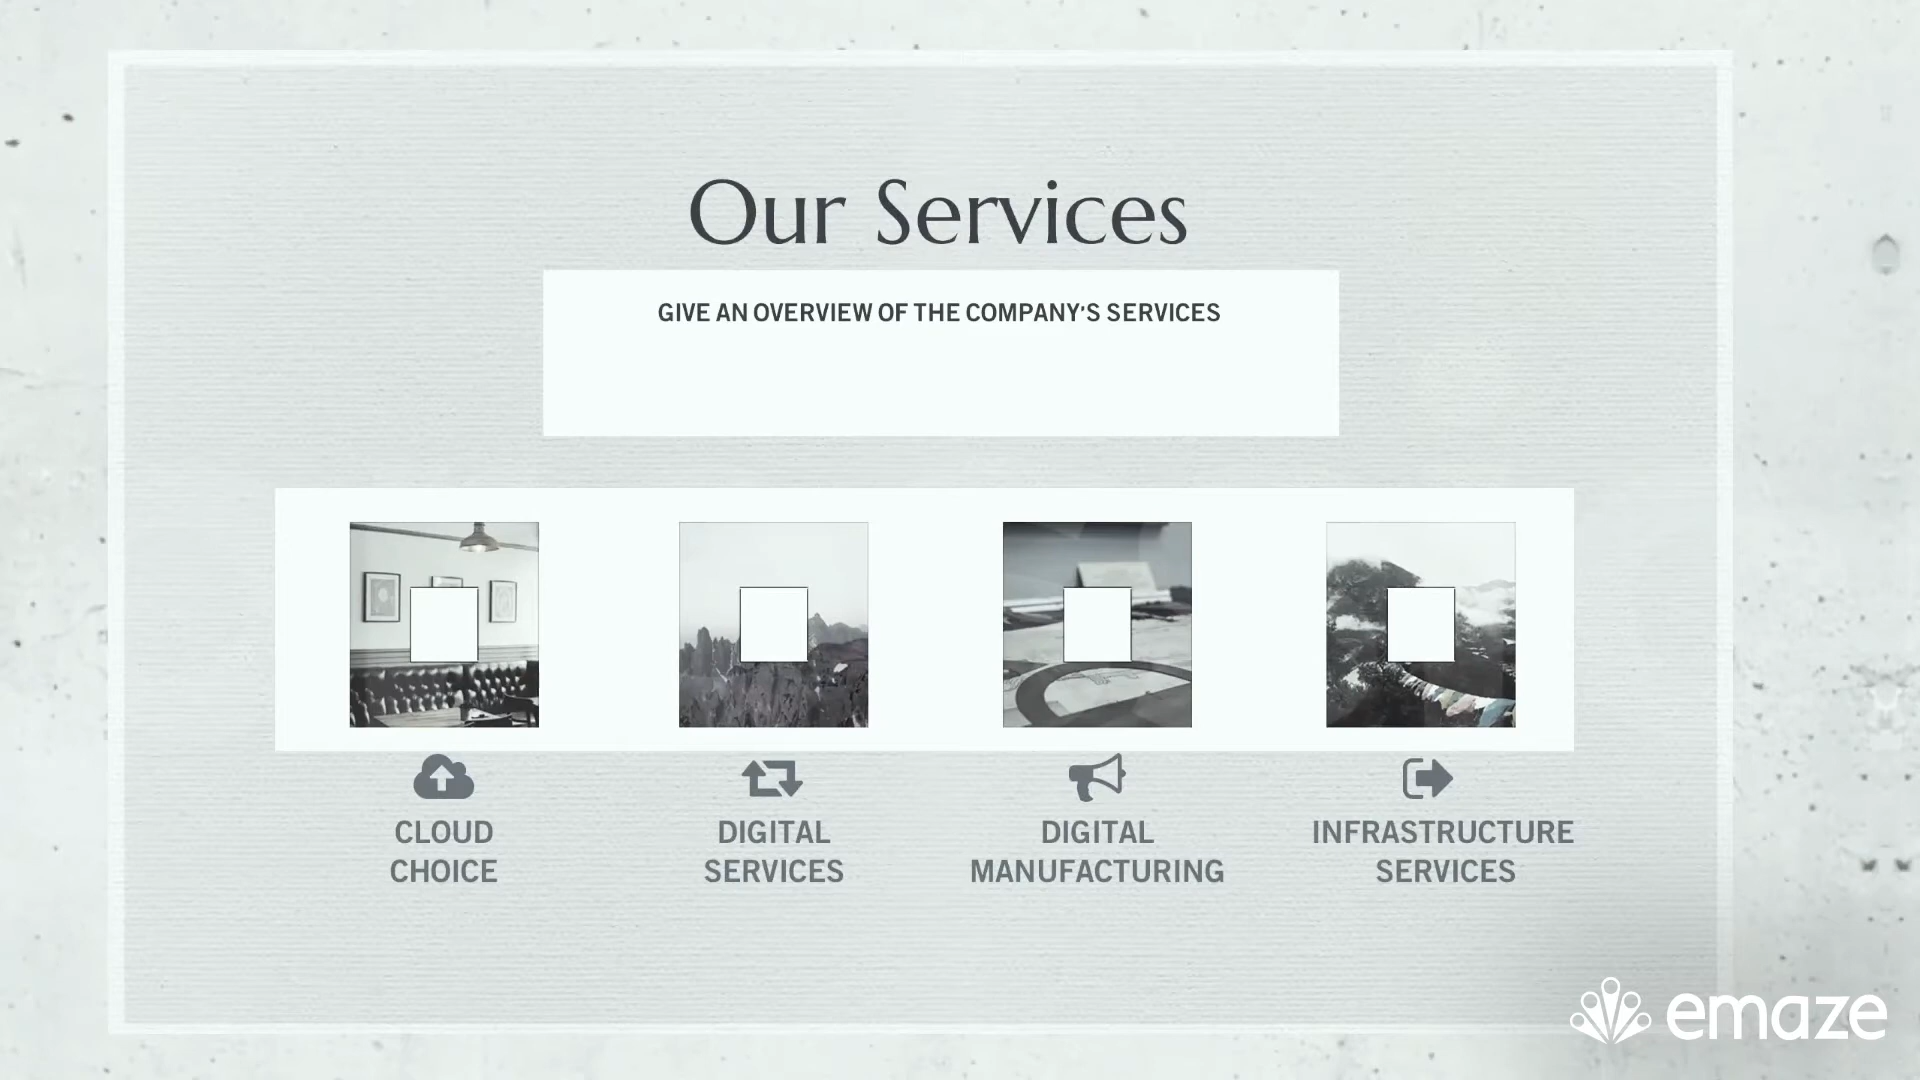 Our Services
GIVE AN OVERVIEW OF THE COMPANY'S SERVICES
CLOUD
CHOICE
DIGITAL
SERVICES
DIGITAL
MANUFACTURING
INFRASTRUCTURE
SERVICES
emaze